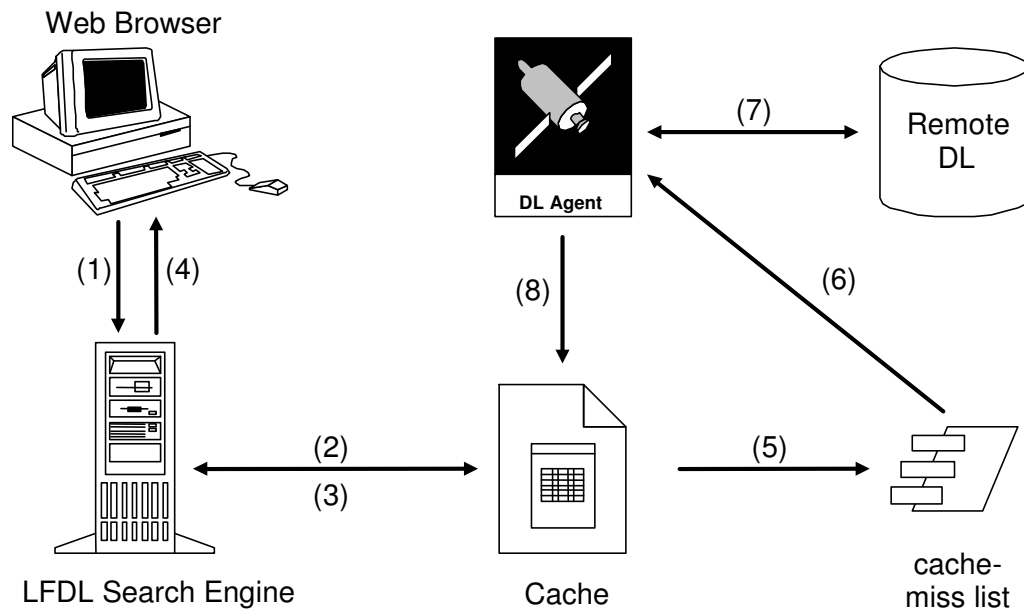 Web Browser
(7)
Remote
DL
DL Agent
(1)
(4)
(8)
(6)
(2)
(3)
(5)
LFDL Search Engine
Cache
cache-
miss list